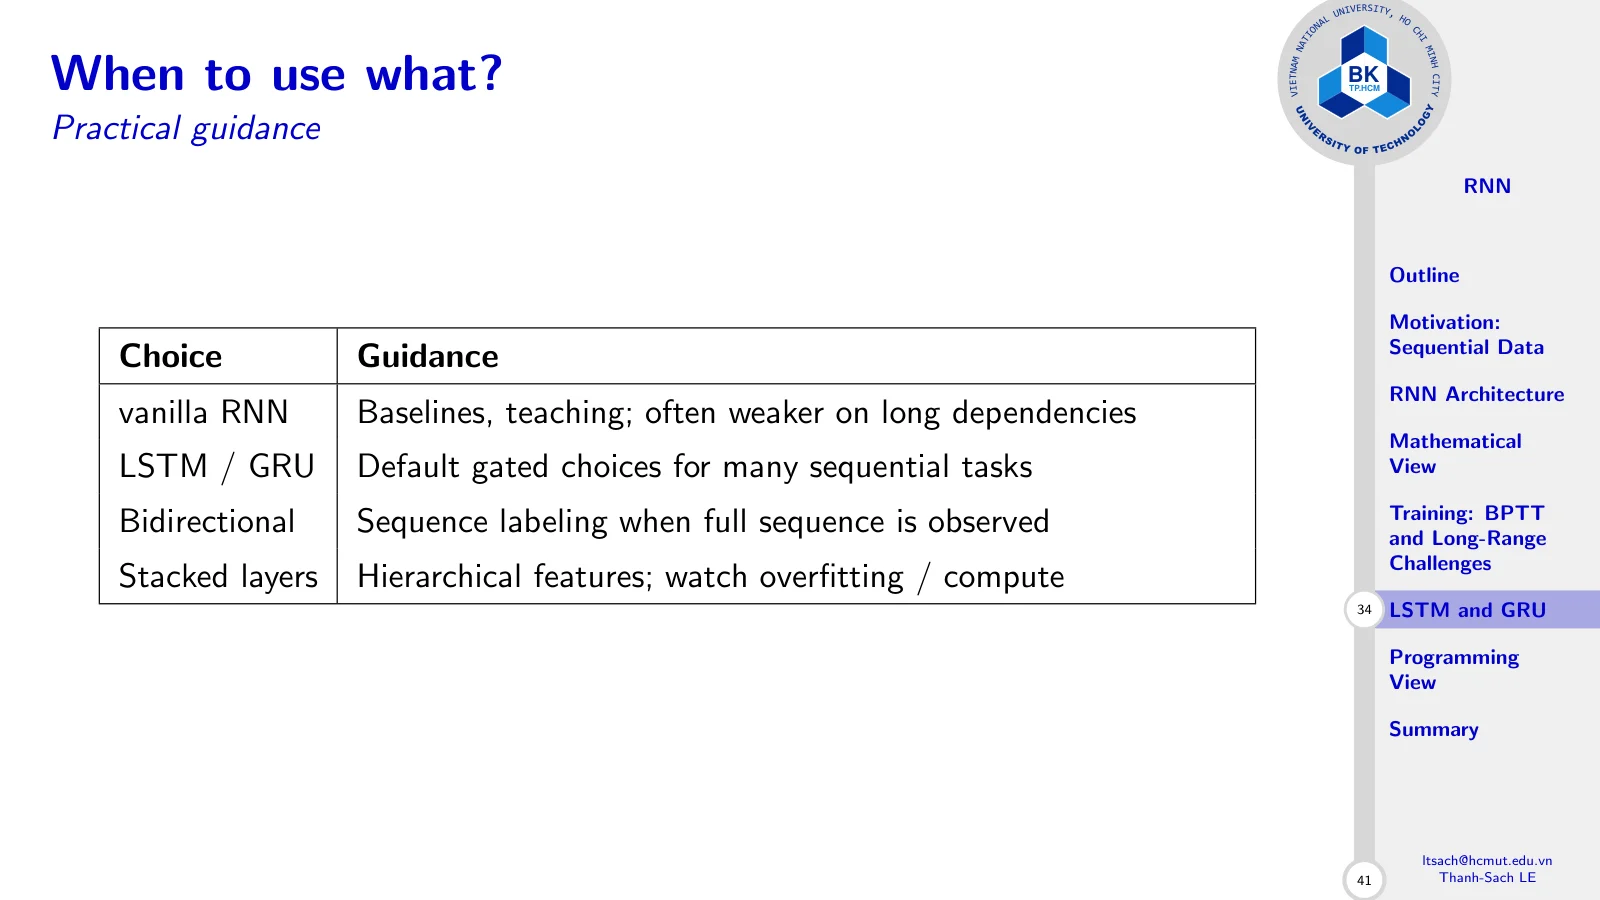 When to use what?
Practical guidance
Choice Guidance
vanilla RNN Baselines, teaching; often weaker on long dependencies
LSTM / GRU Default gated choices for many sequential tasks
Bidirectional Sequence labeling when full sequence is observed
Stacked layers Hierarchical features; watch overfitting / compute
VIETNAM NATIONAL UNIVERSITY, HO CHI MINH CITY
BK
TP.HCM
UNIVERSITY OF TECHNOLOGY
RNN
Outline
Motivation:
Sequential Data
RNN Architecture
Mathematical
View
Training: BPTT
and Long-Range
Challenges
34 LSTM and GRU
Programming
View
Summary
41
ltsach@hcmut.edu.vn
Thanh-Sach LE